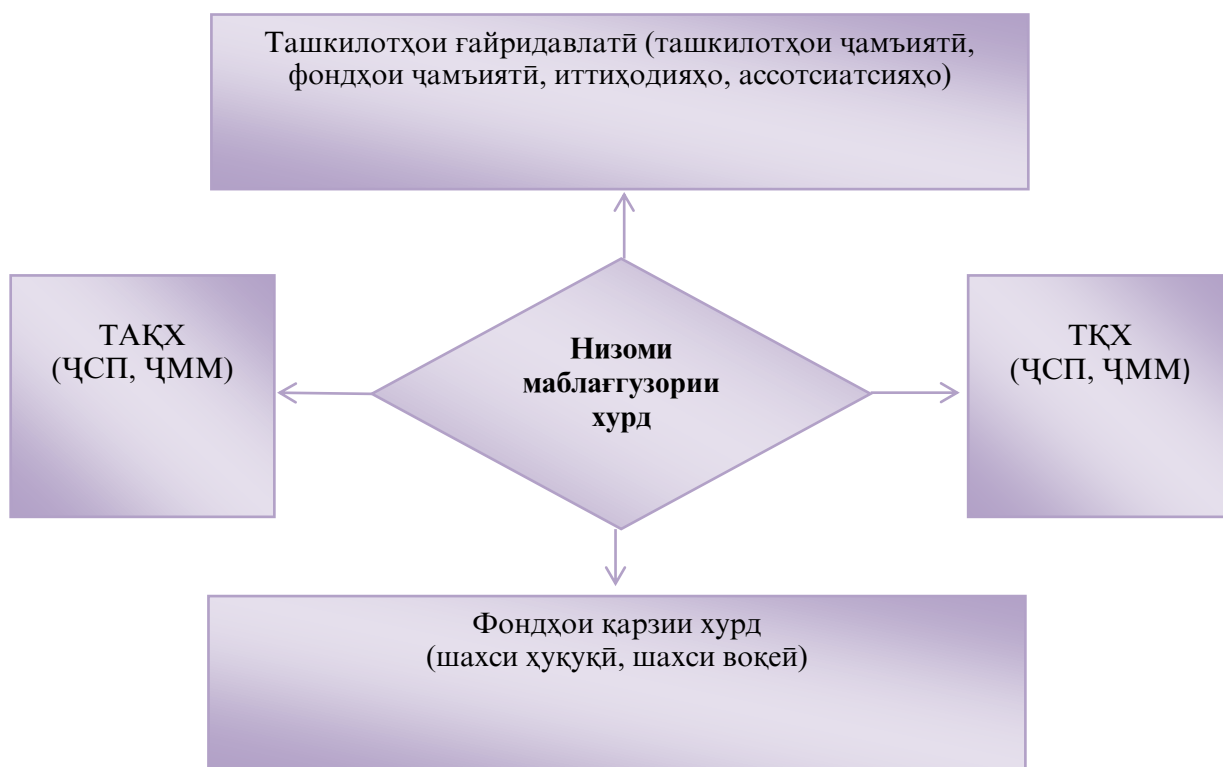 Ташкилотҳои ғайридавлатӣ (ташкилотҳои ҷамъиятӣ,
фондҳои ҷамъиятӣ, иттиҳодияҳо, ассотсиатсияҳо)
ТАҚХ
(ҶСП, ҶММ)
Низоми
маблағгузории
хурд
ТҚХ
(ҶСП, ҶММ)
Фондҳои қарзии хурд
(шахси ҳуқуқӣ, шахси воқеӣ)